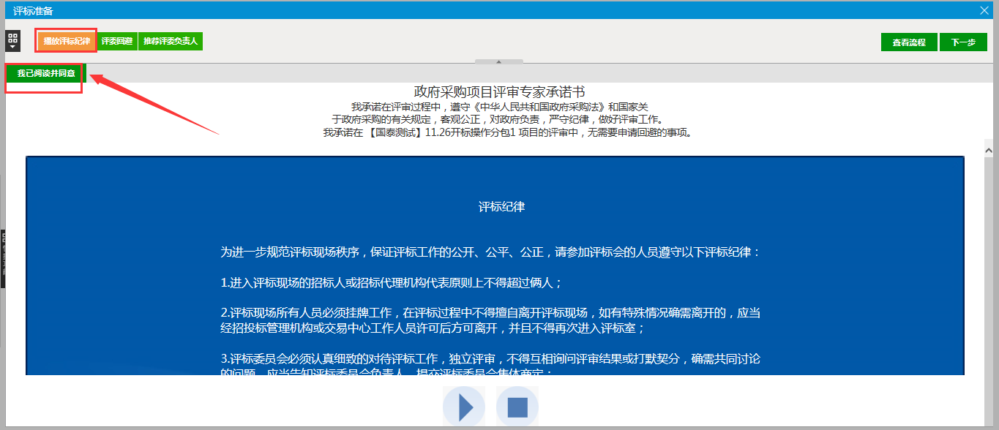 评标准备
播放评标纪律 评委回避 推荐评委负责人 查看流程 下一步
我已阅读并同意
政府采购项目评审专家承诺书
我承诺在评审过程中，遵守《中华人民共和国政府采购法》和国家关
于政府采购的有关规定，客观公正，对政府负责，严守纪律，做好评审工作。
我承诺在 【国泰测试】11.26开标操作分包1 项目的评审中，无需要申请回避的事项。
评标纪律
为进一步规范评标现场秩序，保证评标工作的公开、公平、公正，请参加评标会的人员遵守以下评标纪律：
1.进入评标现场的招标人或招标代理机构代表原则上不得超过俩人；
2.评标现场所有人员必须挂牌工作，在评标过程中不得擅自离开评标现场，如有特殊情况确需离开的，应当
经招投标管理机构或交易中心工作人员许可后方可离开，并且不得再次进入评标室；
3.评标委员会必须认真细致的对待评标工作，独立评审，不得互相询问评审结果或打默契分，确需共同讨论
的问题，应当告知评标委员会负责人，提交评标委员会集体商定；